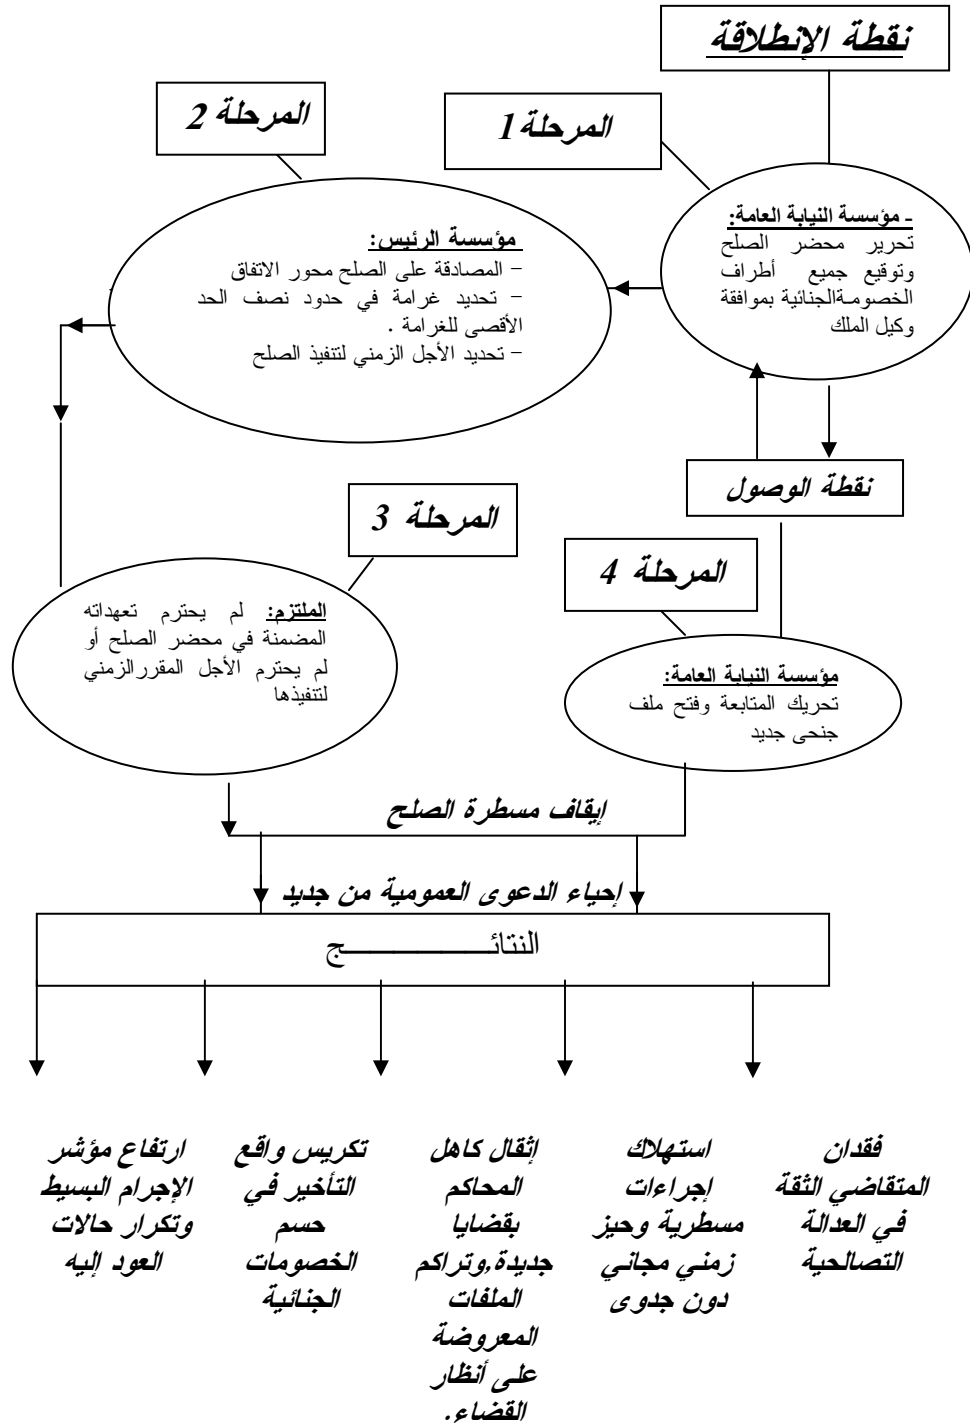 نقطة الإنطلاقة
المرحلة 1
المرحلة 2
- مؤسسة النيابة العامة:
تحرير محضر الصلح
وتوقيع جميع أطراف
الخصومةالجنائية بموافقة
وكيل الملك
مؤسسة الرئيس:
- المصادقة على الصلح محور الاتفاق
- تحديد غرامة في حدود نصف الحد
الأقصى للغرامة .
- تحديد الأجل الزمني لتنفيذ الصلح
نقطة الوصول
المرحلة 3
المرحلة 4
الملتزم: لم يحترم تعهداته
المضمنة في محضر الصلح أو
لم يحترم الأجل المقررالزمني
لتنفيذها
مؤسسة النيابة العامة:
تحريك المتابعة وفتح ملف
جنحى جديد
إيقاف مسطرة الصلح
إحياء الدعوى العمومية من جديد
النتائـــــــــــــج
فقدان
المتقاضي الثقة
في العدالة
التصالحية
استهلاك
إجراءات
مسطرية وحيز
زمني مجاني
دون جدوى
إثقال كاهل
المحاكم
بقضايا
جديدة,وتراكم
الملفات
المعروضة
على أنظار
القضاء.
تكريس واقع
التأخير في
حسم
الخصومات
الجنائية
ارتفاع مؤشر
الإجرام البسيط
وتكرار حالات
العود إليه